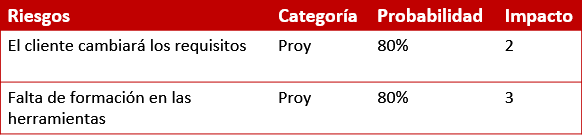 Riesgos Categoría Probabilidad Impacto
El cliente cambiará los requisitos Proy 80% 2
Falta de formación en las Proy 80% 3
herramientas